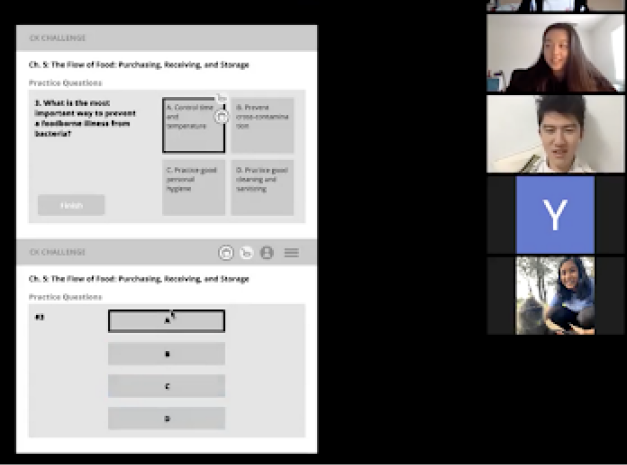 CK CHALLENGE
Ch. 5: The Flow of Food: Purchasing, Receiving, and Storage
Practice Questions
3. What is the most
important way to prevent
a foodborne illness from
bacteria?
A. Control time
and
temperature
B. Prevent
cross-contamina
tion
C. Practice good
personal
hygiene
D. Practice good
cleaning and
sanitizing
Finish
CK CHALLENGE
Ch. 5: The Flow of Food: Purchasing, Receiving, and Storage
Practice Questions
#3
A
B
C
D
Y